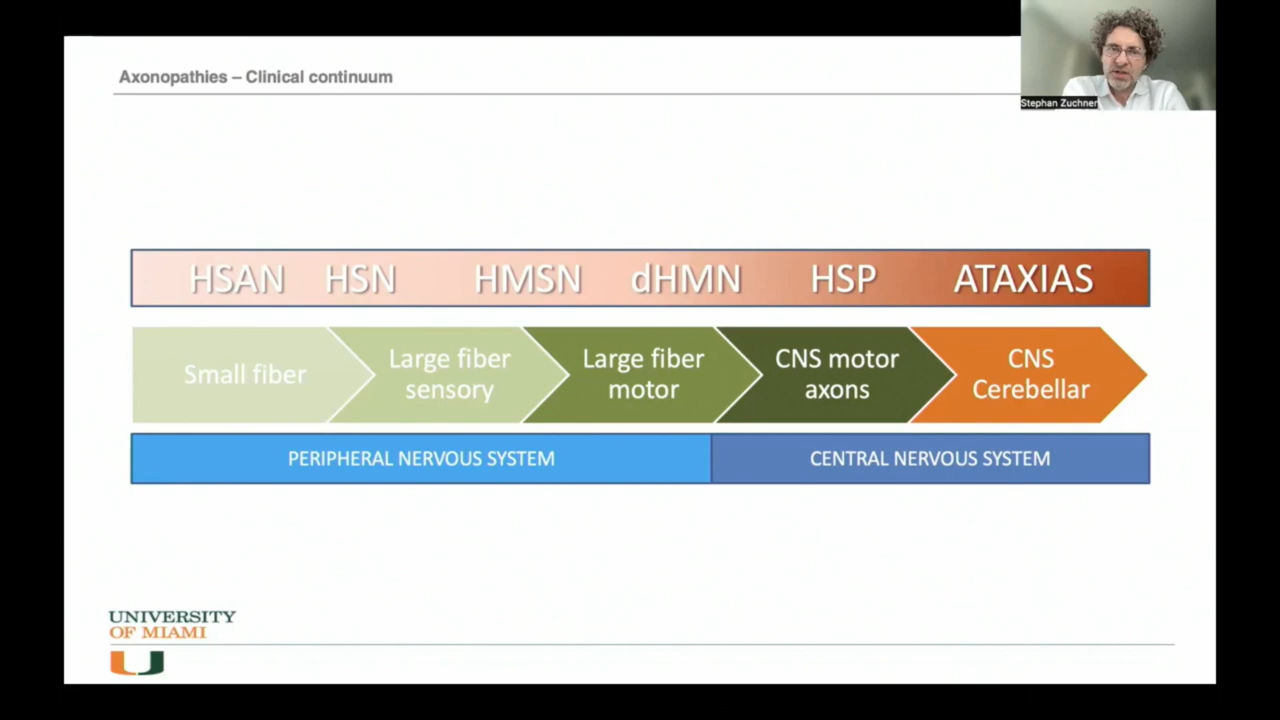 Axonopathies – Clinical continuum
Stephan Zuchner
HSAN HSN HMSN dHMN HSP ATAXIAS
Small fiber
Large fiber
sensory
Large fiber
motor
CNS motor
axons
CNS
Cerebellar
PERIPHERAL NERVOUS SYSTEM
CENTRAL NERVOUS SYSTEM
UNIVERSITY
OF MIAMI